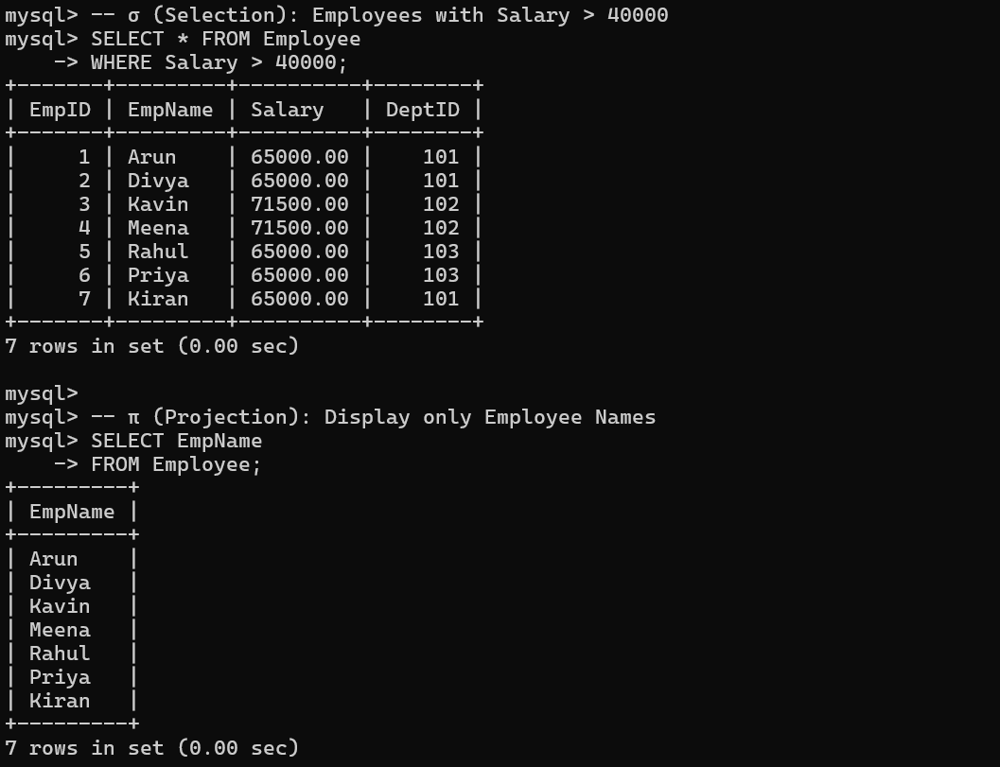 mysql> -- σ (Selection): Employees with Salary > 40000
mysql> SELECT * FROM Employee
    -> WHERE Salary > 40000;
+-------+---------+----------+--------+
| EmpID | EmpName | Salary   | DeptID |
+-------+---------+----------+--------+
|     1 | Arun    | 65000.00 |    101 |
|     2 | Divya   | 65000.00 |    101 |
|     3 | Kavin   | 71500.00 |    102 |
|     4 | Meena   | 71500.00 |    102 |
|     5 | Rahul   | 65000.00 |    103 |
|     6 | Priya   | 65000.00 |    103 |
|     7 | Kiran   | 65000.00 |    101 |
+-------+---------+----------+--------+
7 rows in set (0.00 sec)

mysql>
mysql> -- π (Projection): Display only Employee Names
mysql> SELECT EmpName
    -> FROM Employee;
+---------+
| EmpName |
+---------+
| Arun    |
| Divya   |
| Kavin   |
| Meena   |
| Rahul   |
| Priya   |
| Kiran   |
+---------+
7 rows in set (0.00 sec)